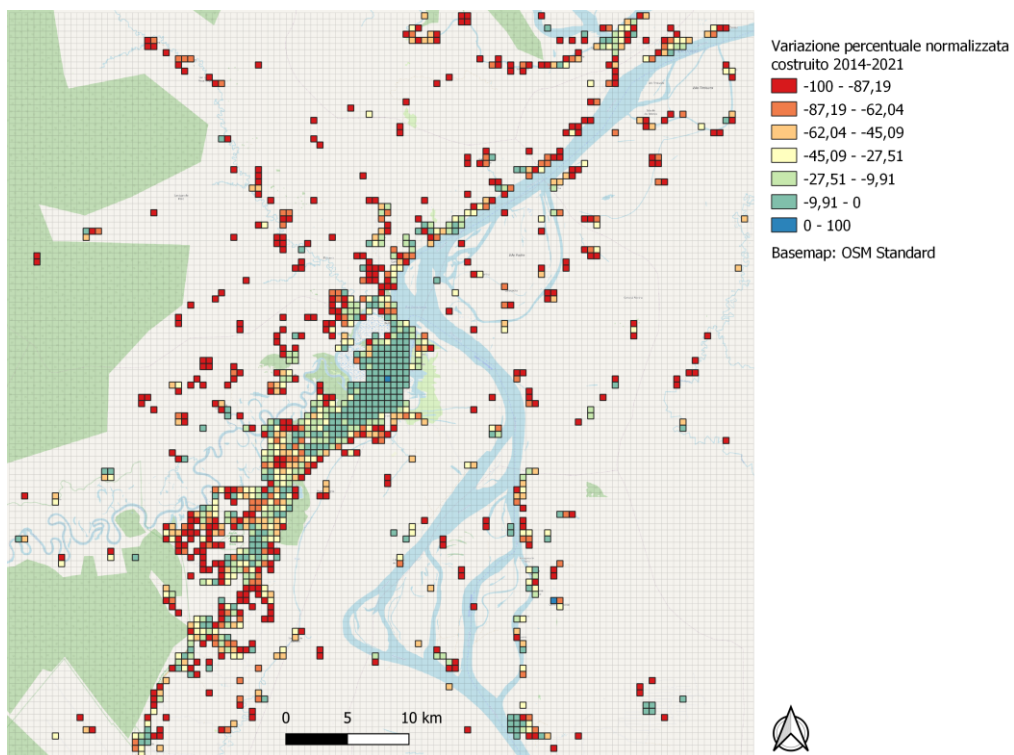 Variazione percentuale normalizzata
costruito 2014-2021
-100 - -87,19
-87,19 - -62,04
-62,04 - -45,09
-45,09 - -27,51
-27,51 - -9,91
-9,91 - 0
0 - 100
Basemap: OSM Standard
0 5 10 km